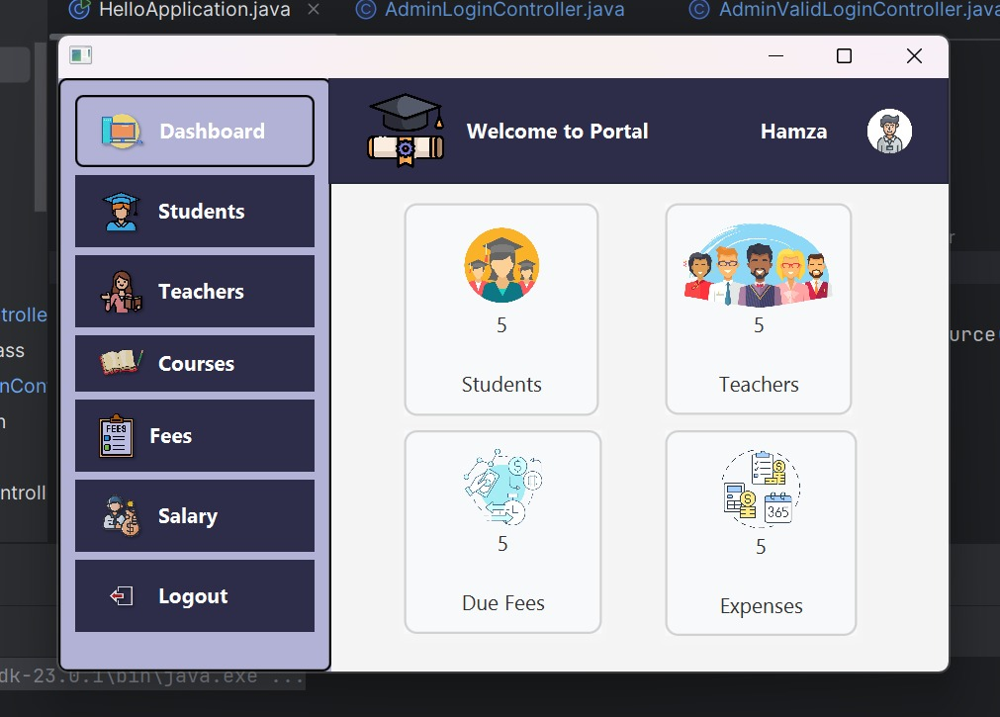 HelloApplication.java
AdminLoginController.java
AdminValidLoginController.java
Dashboard
Students
Teachers
Courses
FEES
Fees
Salary
Logout
Welcome to Portal
Hamza
5
Students
5
Teachers
5
Due Fees
365
5
Expenses
trolle
ass
nCon
n
ntroll
r
urce
dk-23.0.1\bin\java.exe ...